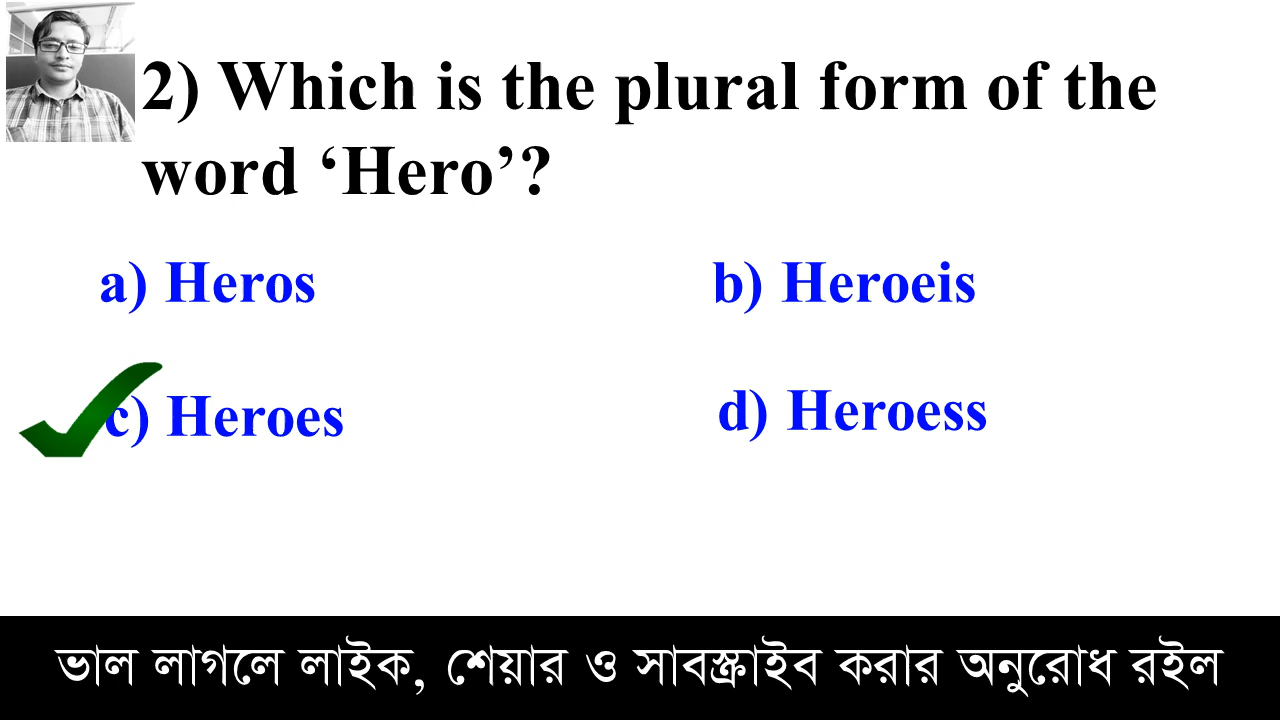 2) Which is the plural form of the
word ‘Hero’?
a) Heros
b) Heroeis
c) Heroes
d) Heroess
ভাল লাগলে লাইক, শেয়ার ও সাবস্ক্রাইব করার অনুরোধ রইল